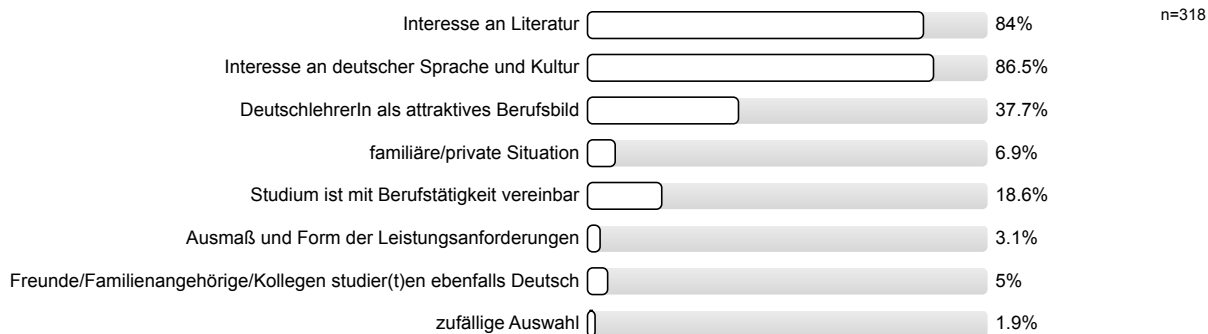 Interesse an Literatur 84% n=318
Interesse an deutscher Sprache und Kultur 86.5%
DeutschlehrerIn als attraktives Berufsbild 37.7%
familiäre/private Situation 6.9%
Studium ist mit Berufstätigkeit vereinbar 18.6%
Ausmaß und Form der Leistungsanforderungen 3.1%
Freunde/Familienangehörige/Kollegen studier(t)en ebenfalls Deutsch 5%
zufällige Auswahl 1.9%